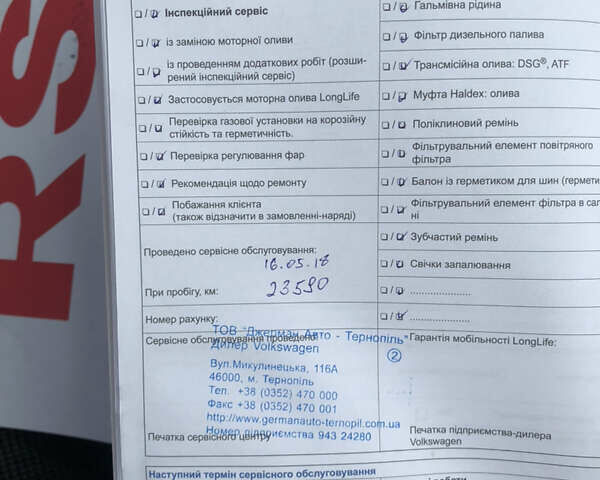 RS
Інспекційний сервіс
із заміною моторної оливи
із проведенням додаткових робіт (розши-
рений інспекційний сервіс)
Застосовується моторна олива LongLife
Перевірка газової установки на корозійну
стійкість та герметичність.
Перевірка регулювання фар
Рекомендація щодо ремонту
Побажання клієнта
(також відзначити в замовленні-наряді)
Проведено сервісне обслуговування:
16.05.18
При пробігу, км: 23590
Номер рахунку:
Сервісне обслуговування проведено:
ТОВ "Джерман Авто - Тернопіль"
Дилер Volkswagen
②
Вул.Микулинецька, 116А
46000, м. Тернопіль
Тел. +38 (0352) 470 000
Факс +38 (0352) 470 001
http://www.germanauto-ternopil.com.ua
Номер підприємства 943 24280
Печатка сервісного центру
Гальмівна рідина
Фільтр дизельного палива
Трансмісійна олива: DSG®, ATF
Муфта Haldex: олива
Поліклиновий ремінь
Фільтрувальний елемент повітряного
фільтра
Балон із герметиком для шин (гермети
Фільтрувальний елемент фільтра в сал
ні
Зубчастий ремінь
Свічки запалювання
Гарантія мобільності LongLife:
Печатка підприємства-дилера
Volkswagen
Наступний термін сервісного обслуговування